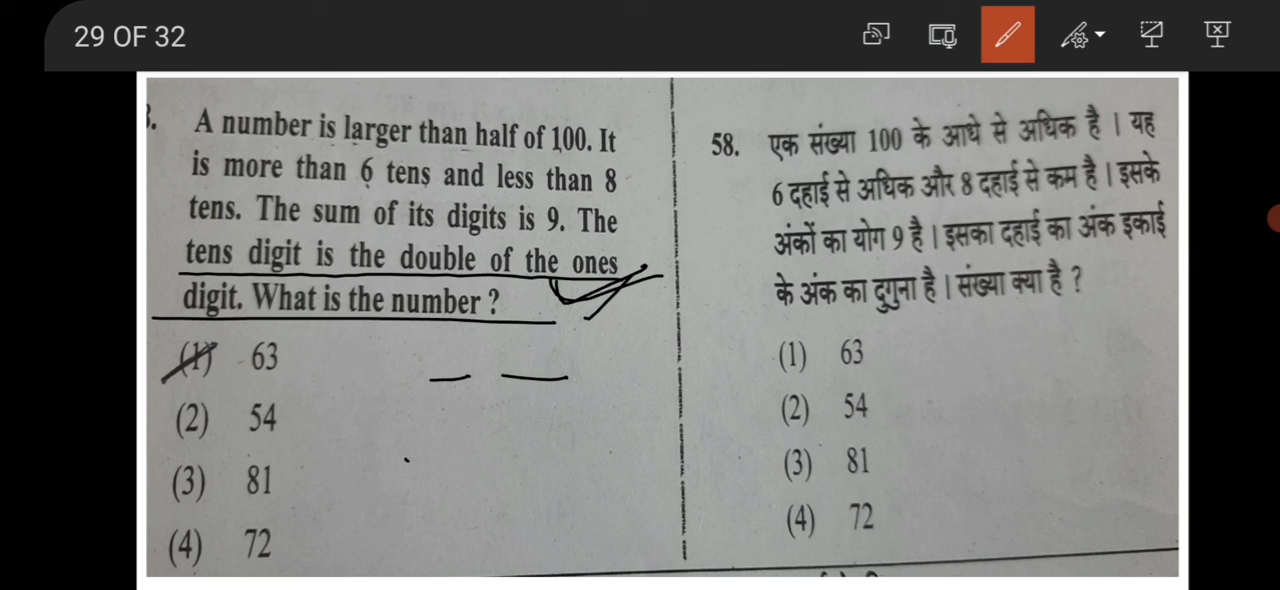 29 OF 32
A number is larger than half of 100. It
is more than 6 tens and less than 8
tens. The sum of its digits is 9. The
tens digit is the double of the ones
digit. What is the number ?
(1) 63
(2) 54
(3) 81
(4) 72
58. एक संख्या 100 के आधे से अधिक है । यह
6 दहाई से अधिक और 8 दहाई से कम है । इसके
अंकों का योग 9 है । इसका दहाई का अंक इकाई
के अंक का दुगुना है । संख्या क्या है ?
(1) 63
(2) 54
(3) 81
(4) 72